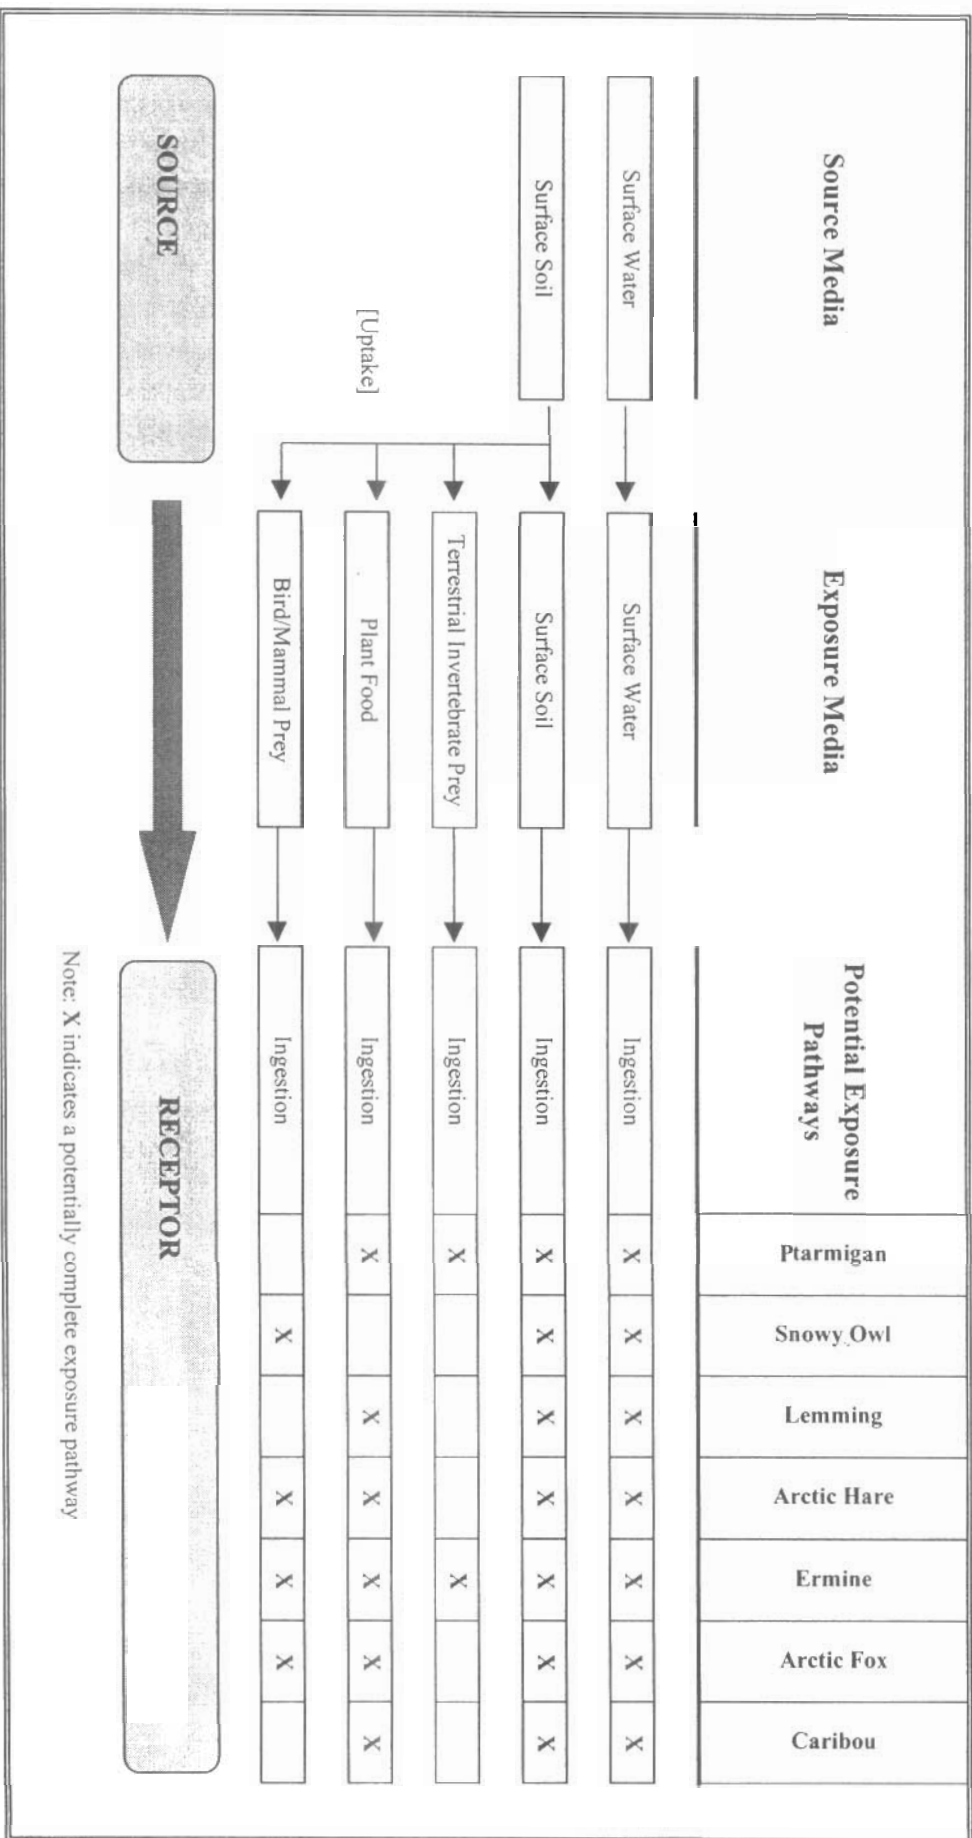 Source Media
Exposure Media
Potential Exposure
Pathways
Ptarmigan
Snowy Owl
Lemming
Arctic Hare
Ermine
Arctic Fox
Caribou
Surface Water
Surface Water
Ingestion
X X X X X X X
Surface Soil
Surface Soil
Ingestion
X X X X X X X
Terrestrial Invertebrate Prey
Ingestion
X X
[Uptake]
Plant Food
Ingestion
X X X X X X
Bird/Mammal Prey
Ingestion
X X X X
SOURCE
RECEPTOR
Note: X indicates a potentially complete exposure pathway